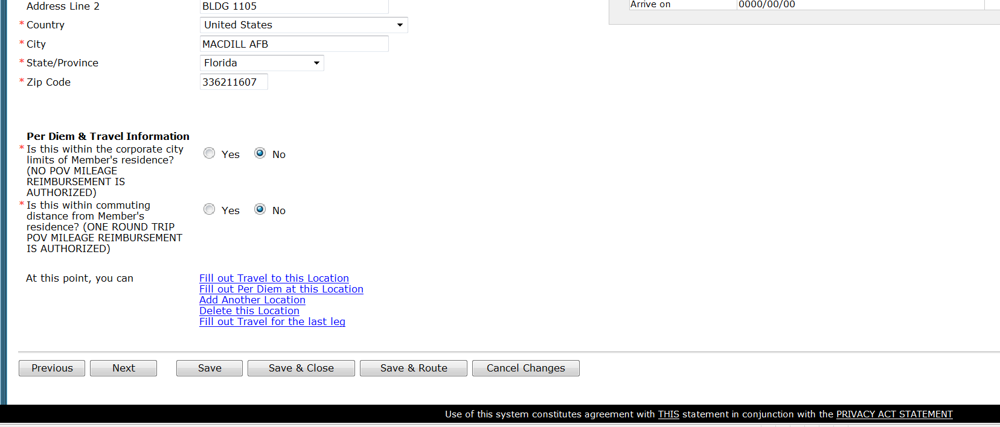 Address Line 2 BLDG 1105
Arrive on 0000/00/00
* Country United States
* City MACDILL AFB
* State/Province Florida
* Zip Code 336211607
Per Diem & Travel Information
* Is this within the corporate city
limits of Member's residence?
(NO POV MILEAGE
REIMBURSEMENT IS
AUTHORIZED)
Yes No
* Is this within commuting
distance from Member's
residence? (ONE ROUND TRIP
POV MILEAGE REIMBURSEMENT
IS AUTHORIZED)
Yes No
At this point, you can
Fill out Travel to this Location
Fill out Per Diem at this Location
Add Another Location
Delete this Location
Fill out Travel for the last leg
Previous Next Save Save & Close Save & Route Cancel Changes
Use of this system constitutes agreement with THIS statement in conjunction with the PRIVACY ACT STATEMENT